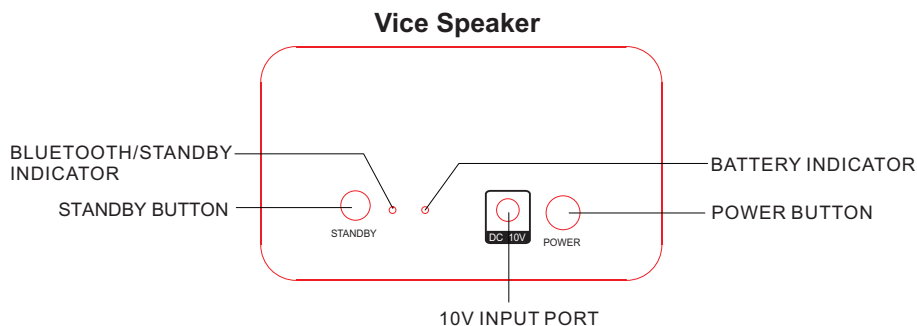 Vice Speaker
BLUETOOTH/STANDBY
INDICATOR
BATTERY INDICATOR
STANDBY BUTTON
POWER BUTTON
STANDBY
DC 10V
POWER
10V INPUT PORT